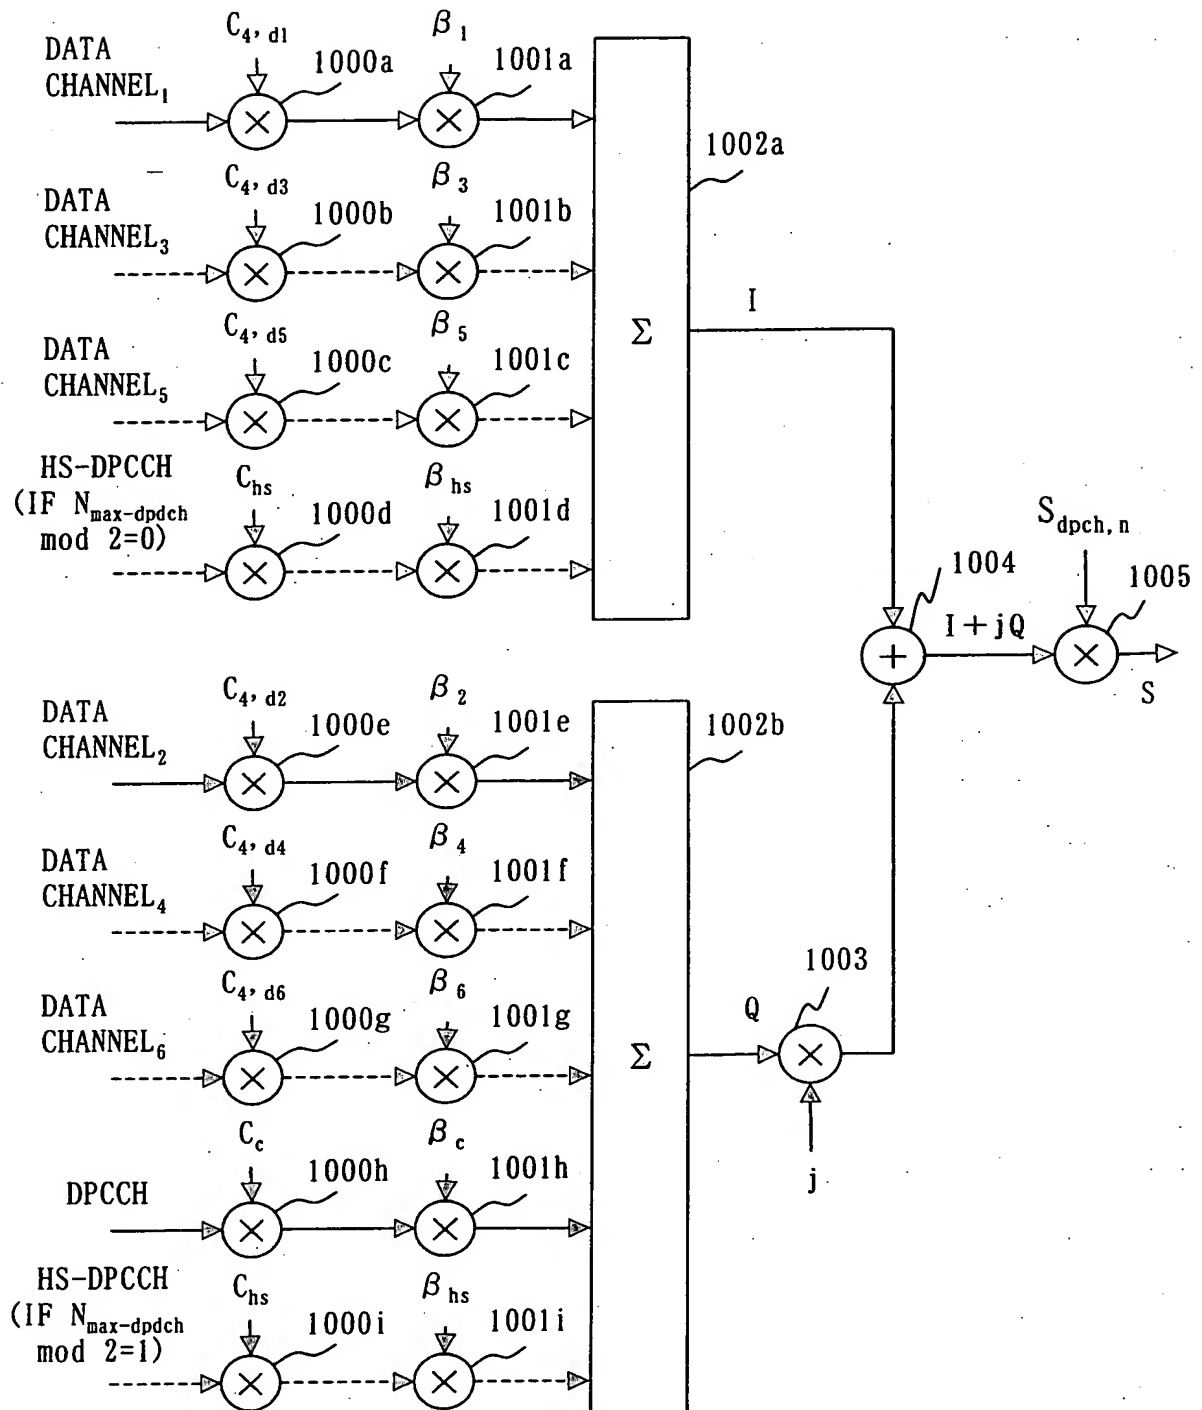 C4, d1 β1
DATA CHANNEL1
1000a 1001a
1002a
C4, d3 β3
DATA CHANNEL3
1000b 1001b
I
Σ
C4, d5 β5
DATA CHANNEL5
1000c 1001c
HS-DPCCH
(IF Nmax-dpdch
mod 2=0)
Chs βhs
1000d 1001d
Sdpch, n
1004
1005
I+jQ
S
C4, d2 β2
DATA CHANNEL2
1000e 1001e
1002b
C4, d4 β4
DATA CHANNEL4
1000f 1001f
1003
C4, d6 β6
DATA CHANNEL6
1000g 1001g
Q
Σ
j
Cc βc
DPCCH
1000h 1001h
HS-DPCCH
(IF Nmax-dpdch
mod 2=1)
Chs βhs
1000i 1001i